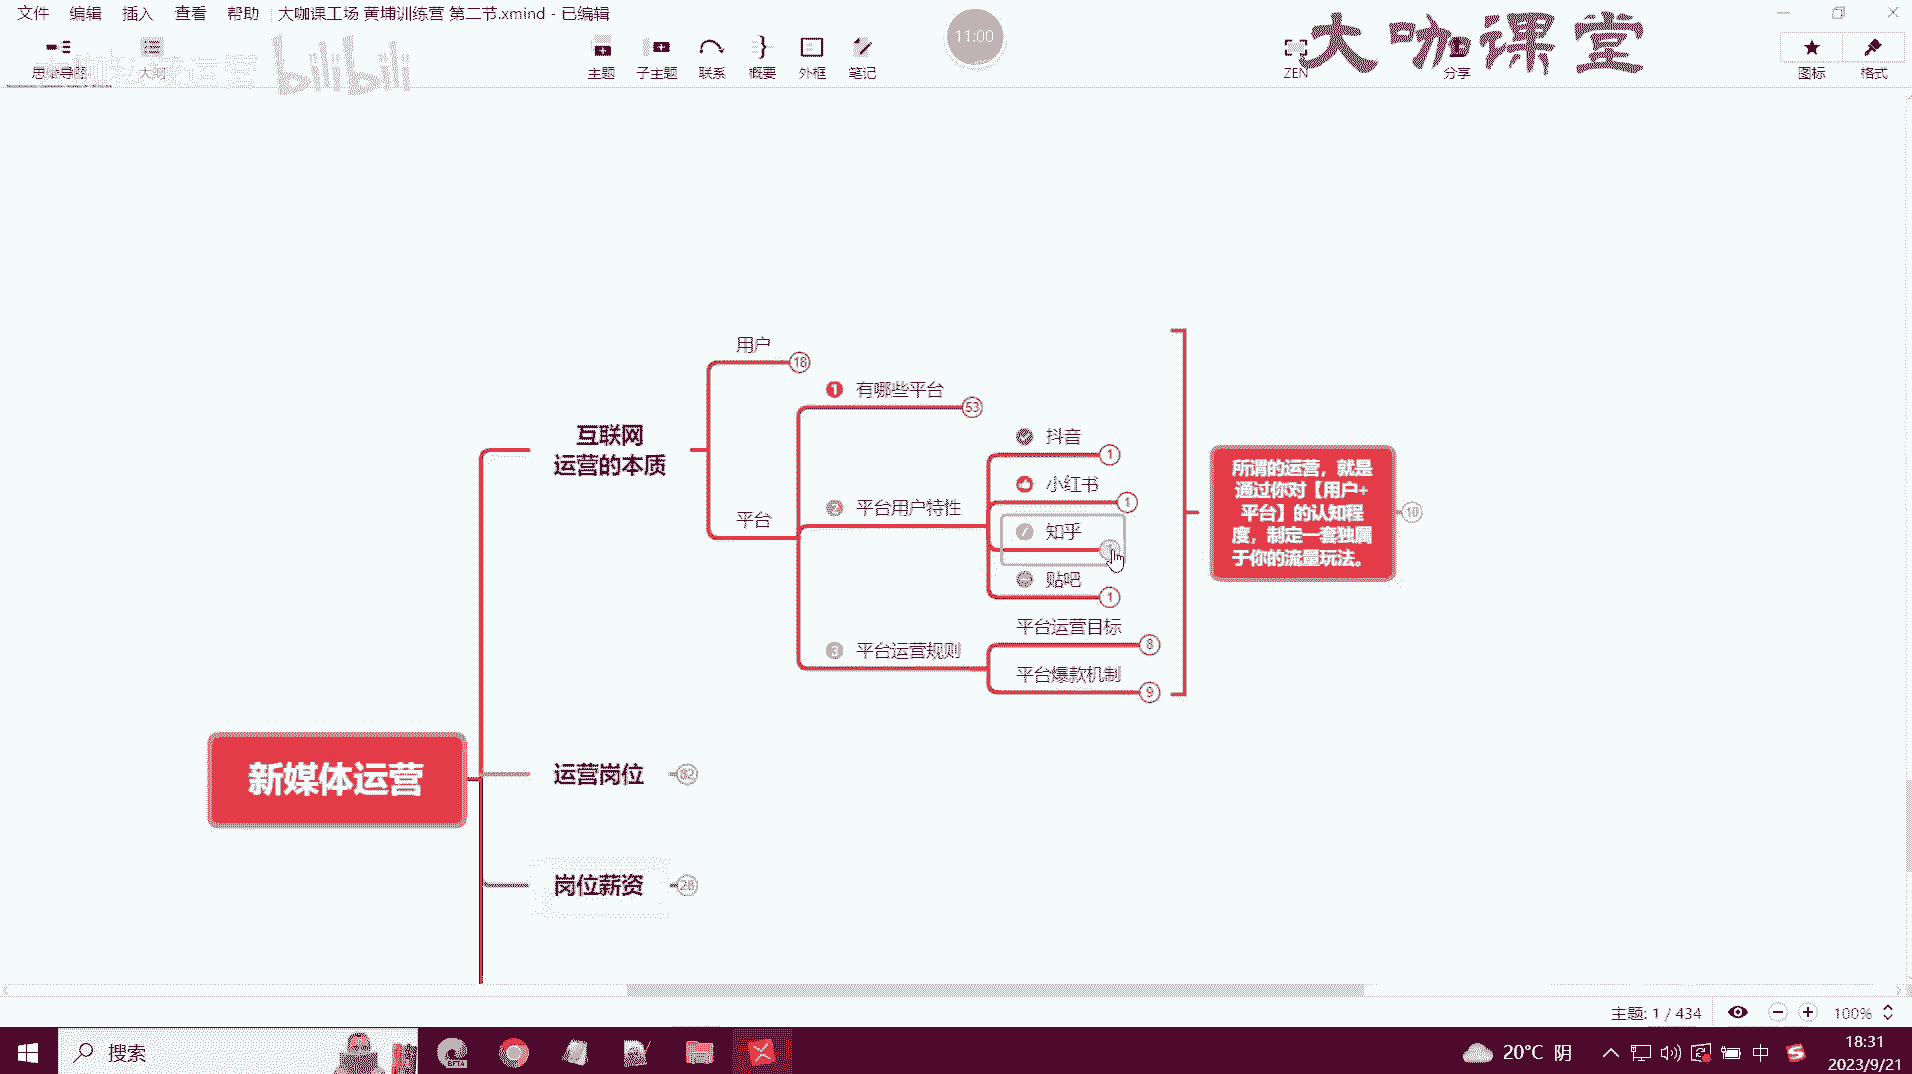 文件 编辑 插入 查看 帮助 大咖课工场 黄埔训练营 第二节.xmind - 已编辑
11:00
大咖课堂
bilibili
思维导图 大纲 主题 子主题 联系 概要 外框 笔记 ZEN 分享 图标 格式
用户
18
1 有哪些平台
53
抖音
1
互联网
运营的本质
小红书
1
2 平台用户特性
平台
知乎
贴吧
1
平台运营目标
8
3 平台运营规则
平台爆款机制
9
所谓的运营，就是
通过你对【用户+
平台】的认知程
度，制定一套独属
于你的流量玩法。
10
新媒体运营
运营岗位
82
岗位薪资
28
主题: 1 / 434
100%
搜索
BETA
20°C 阴
中
18:31
2023/9/21